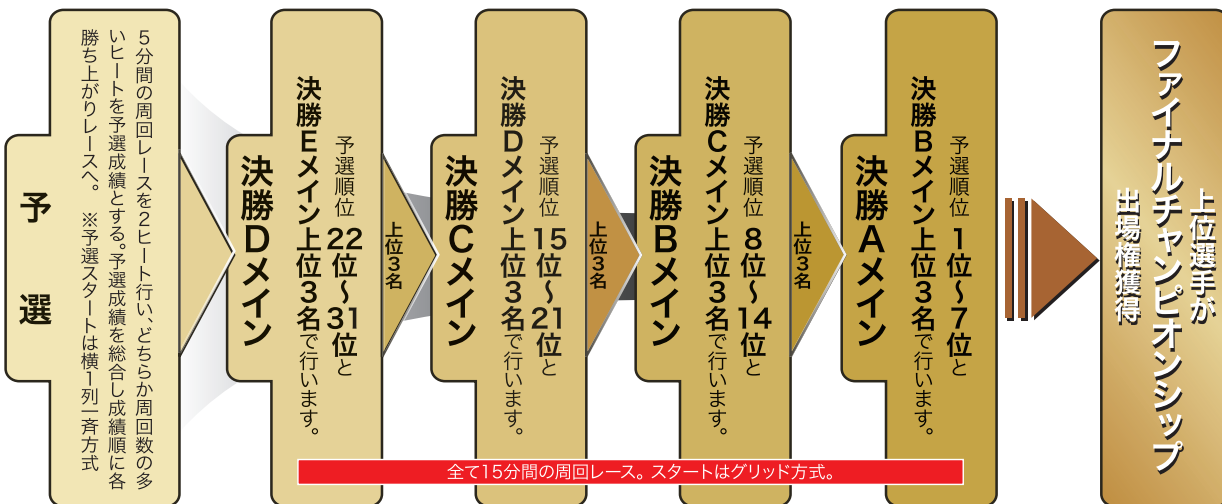 予選
５分間の周回レースを２ヒート行い、どちらか周回数の多
いヒートを予選成績とする。予選成績を総合し成績順に各
勝ち上がりレースへ。　※予選スタートは横１列一斉方式
決勝Ｄメイン
予選順位 22位〜31位と
決勝Ｅメイン上位３名で行います。
上位３名
決勝Ｃメイン
予選順位 15位〜21位と
決勝Ｄメイン上位３名で行います。
上位３名
決勝Ｂメイン
予選順位 8位〜14位と
決勝Ｃメイン上位３名で行います。
上位３名
決勝Ａメイン
予選順位 1位〜7位と
決勝Ｂメイン上位３名で行います。
上位選手が
ファイナルチャンピオンシップ
出場権獲得
全て15分間の周回レース。スタートはグリッド方式。